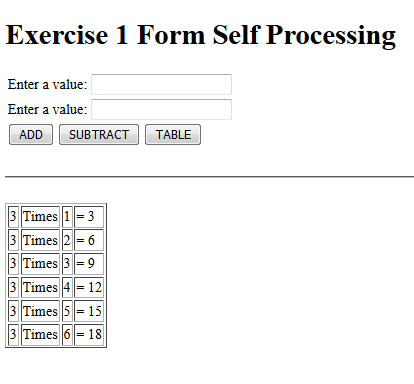 Exercise 1 Form Self Processing
Enter a value:
Enter a value:
ADD SUBTRACT TABLE
3 Times 1 = 3
3 Times 2 = 6
3 Times 3 = 9
3 Times 4 = 12
3 Times 5 = 15
3 Times 6 = 18